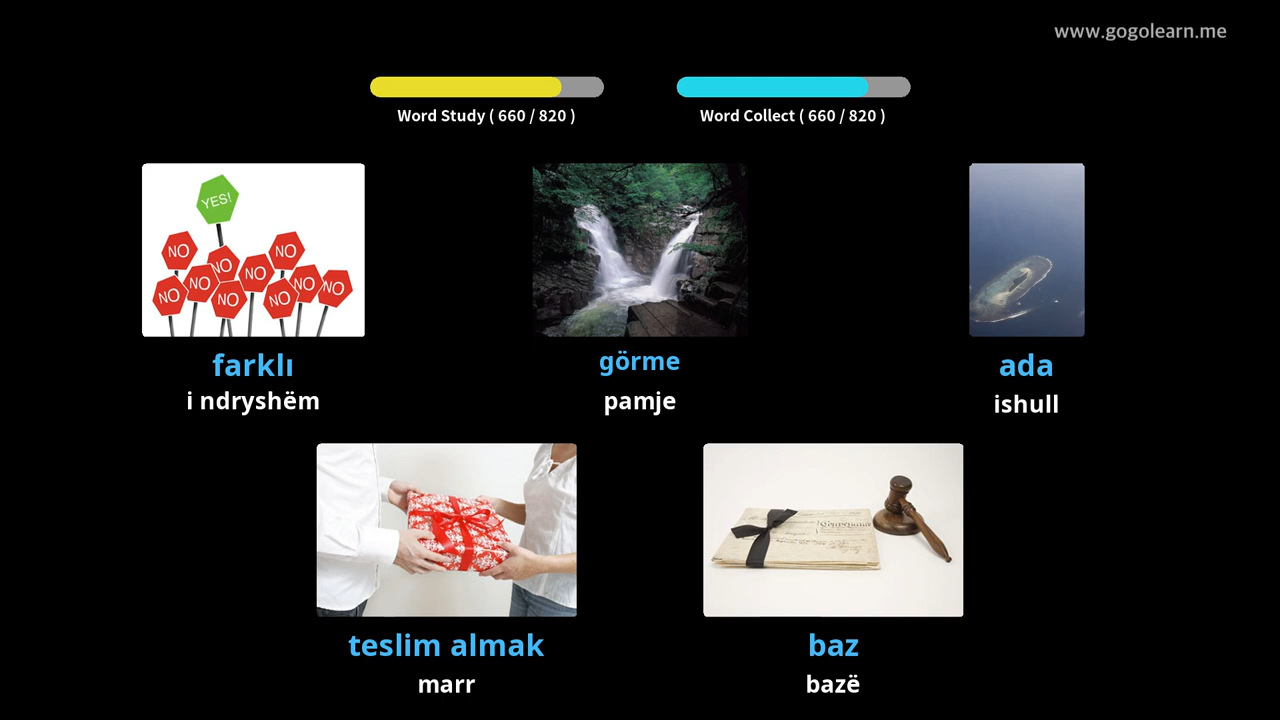 www.gogolearn.me
Word Study ( 660 / 820 )
Word Collect ( 660 / 820 )
YES!
NO
NO
NO
NO
NO
NO
NO
NO
NO
NO
farklı
i ndryshëm
görme
pamje
ada
ishull
teslim almak
marr
baz
bazë